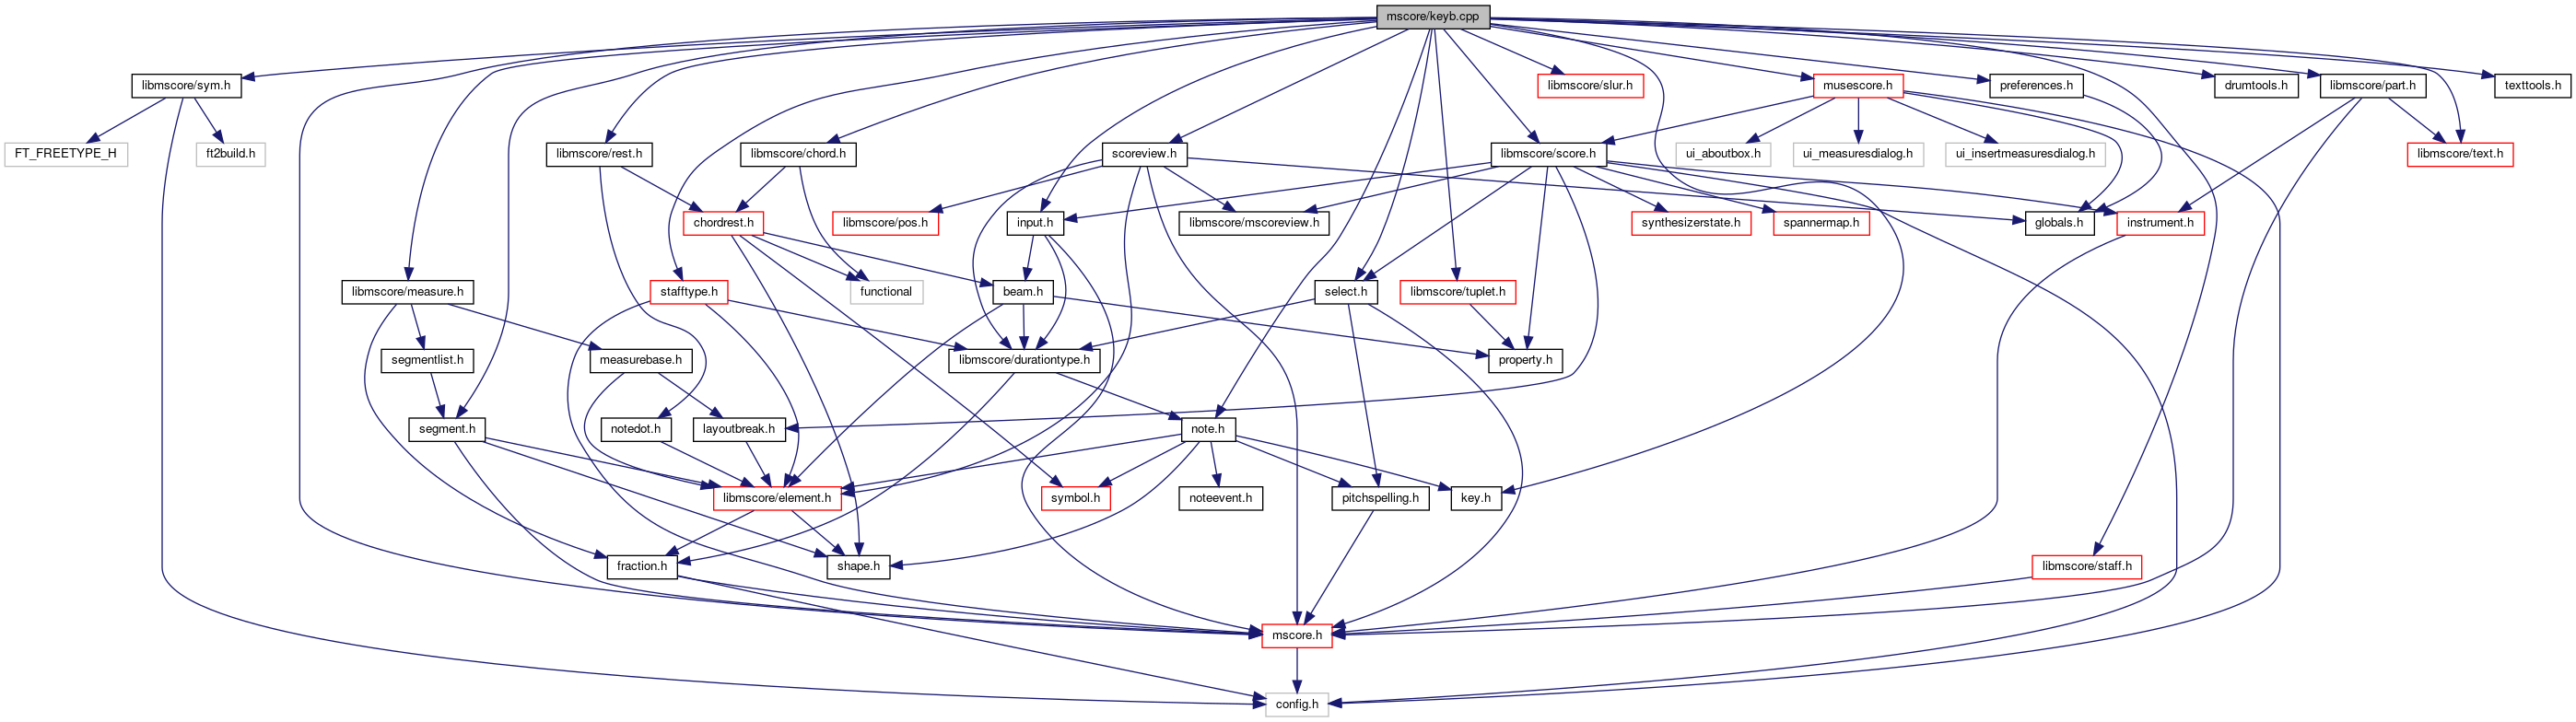 mscore/keyb.cpp
libmscore/sym.h
libmscore/slur.h
musescore.h
preferences.h
drumtools.h
libmscore/part.h
texttools.h
FT_FREETYPE_H
ft2build.h
libmscore/rest.h
libmscore/chord.h
scoreview.h
libmscore/score.h
ui_aboutbox.h
ui_measuresdialog.h
ui_insertmeasuresdialog.h
libmscore/text.h
chordrest.h
libmscore/pos.h
input.h
libmscore/mscoreview.h
synthesizerstate.h
spannermap.h
globals.h
instrument.h
libmscore/measure.h
stafftype.h
functional
beam.h
select.h
libmscore/tuplet.h
segmentlist.h
measurebase.h
libmscore/durationtype.h
property.h
segment.h
notedot.h
layoutbreak.h
note.h
libmscore/element.h
symbol.h
noteevent.h
pitchspelling.h
key.h
fraction.h
shape.h
libmscore/staff.h
mscore.h
config.h